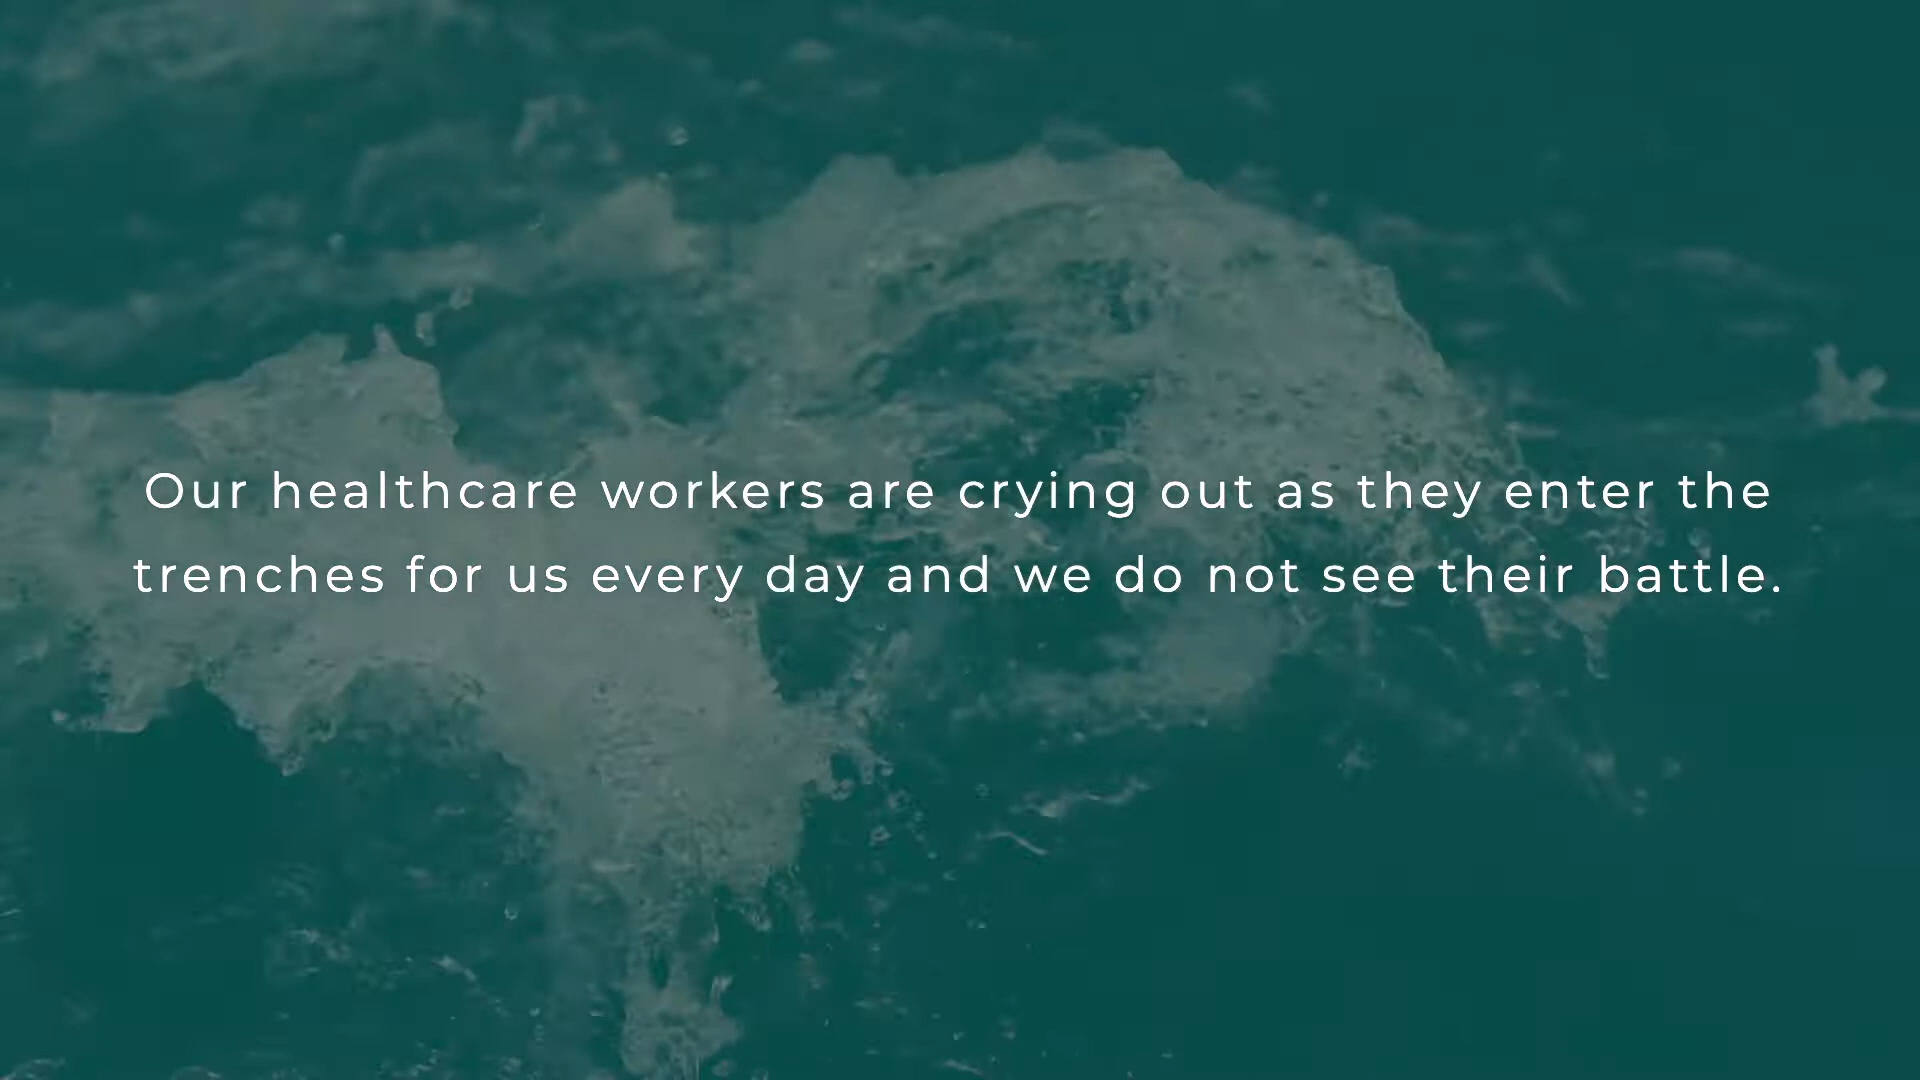 Our healthcare workers are crying out as they enter the
trenches for us every day and we do not see their battle.